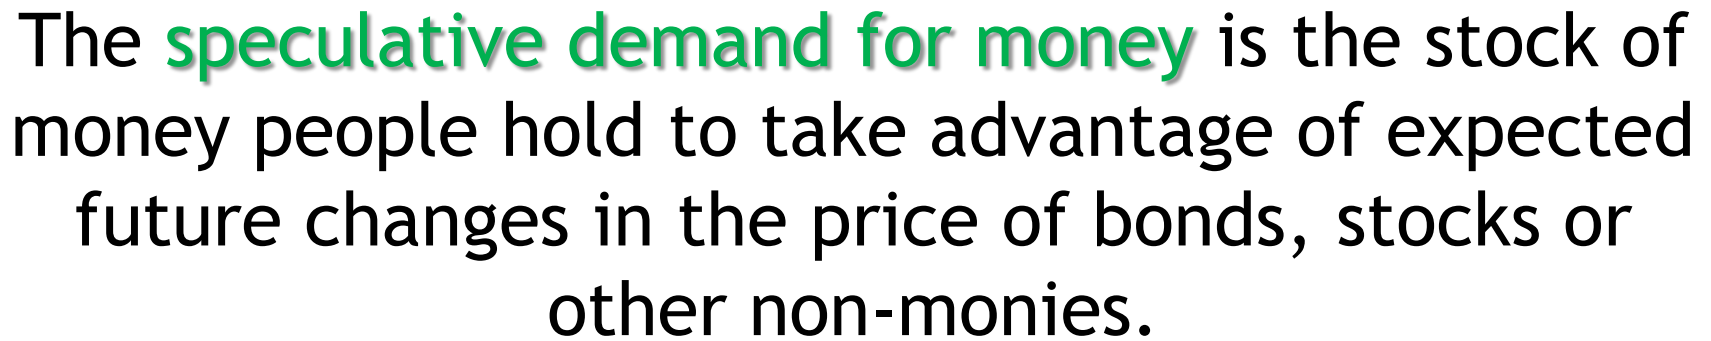 The speculative demand for money is the stock of
money people hold to take advantage of expected
future changes in the price of bonds, stocks or
other non-monies.